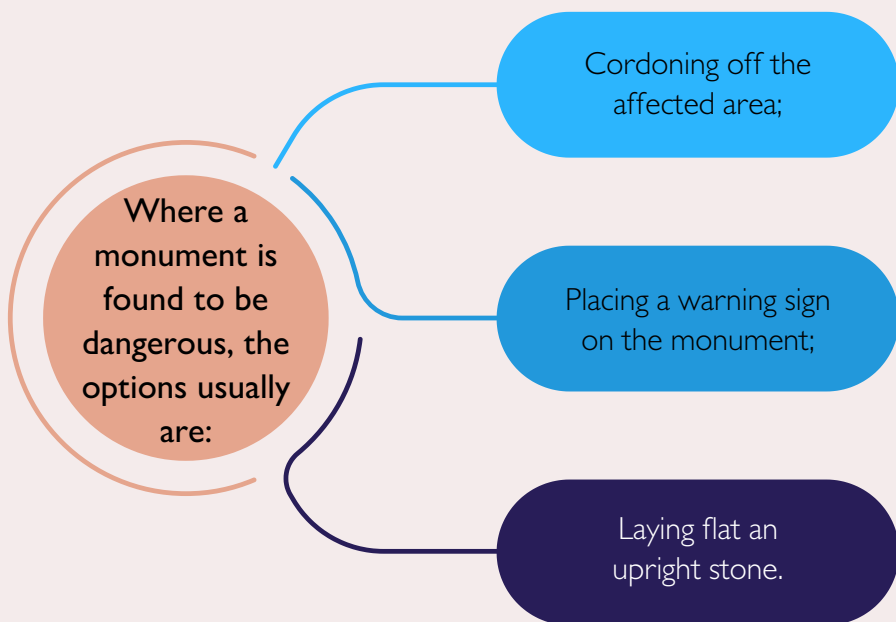 Where a
monument is
found to be
dangerous, the
options usually
are:
Cordoning off the
affected area;
Placing a warning sign
on the monument;
Laying flat an
upright stone.